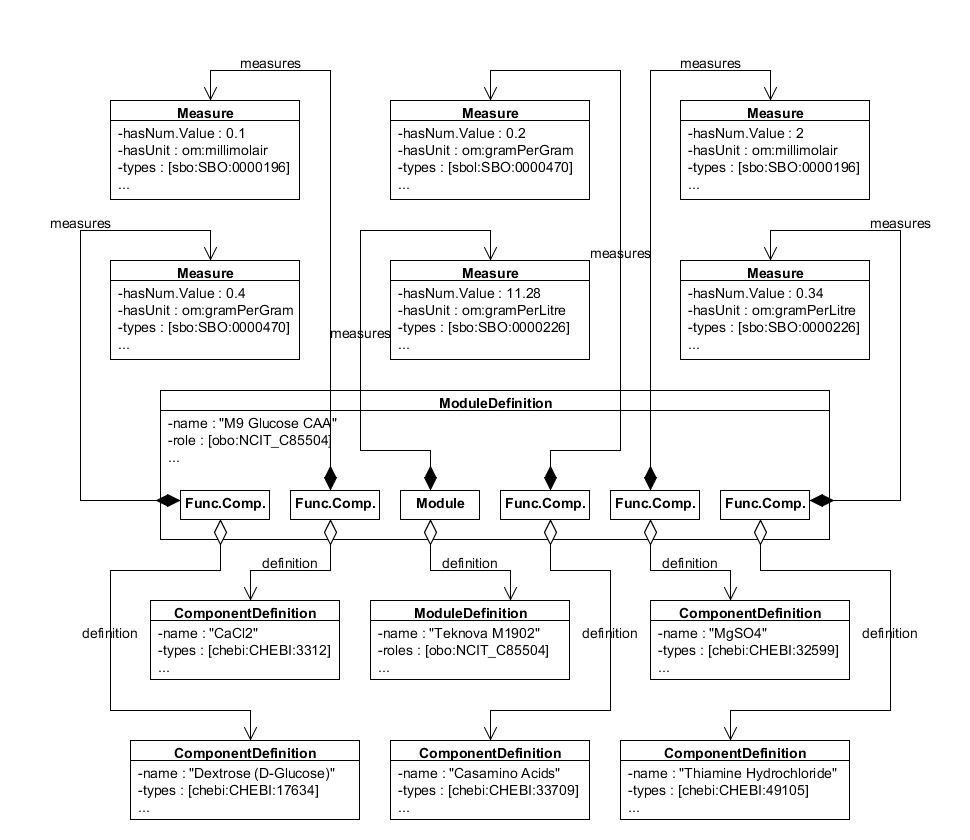 measures
measures
Measure
-hasNum.Value : 0.1
-hasUnit : om:millimolair
-types : [sbo:SBO:0000196]
...
Measure
-hasNum.Value : 0.2
-hasUnit : om:gramPerGram
-types : [sbol:SBO:0000470]
...
Measure
-hasNum.Value : 2
-hasUnit : om:millimolair
-types : [sbo:SBO:0000196]
...
measures
measures
measures
Measure
-hasNum.Value : 0.4
-hasUnit : om:gramPerGram
-types : [sbo:SBO:0000470]
...
measures
Measure
-hasNum.Value : 11.28
-hasUnit : om:gramPerLitre
-types : [sbo:SBO:0000226]
...
Measure
-hasNum.Value : 0.34
-hasUnit : om:gramPerLitre
-types : [sbo:SBO:0000226]
...
ModuleDefinition
-name : "M9 Glucose CAA"
-role : [obo:NCIT_C85504]
...
Func.Comp.
Func.Comp.
Module
Func.Comp.
Func.Comp.
Func.Comp.
definition
definition
definition
ComponentDefinition
-name : "CaCl2"
-types : [chebi:CHEBI:3312]
...
ModuleDefinition
-name : "Teknova M1902"
-roles : [obo:NCIT_C85504]
...
ComponentDefinition
-name : "MgSO4"
-types : [chebi:CHEBI:32599]
...
definition
definition
definition
ComponentDefinition
-name : "Dextrose (D-Glucose)"
-types : [chebi:CHEBI:17634]
...
ComponentDefinition
-name : "Casamino Acids"
-types : [chebi:CHEBI:33709]
...
ComponentDefinition
-name : "Thiamine Hydrochloride"
-types : [chebi:CHEBI:49105]
...